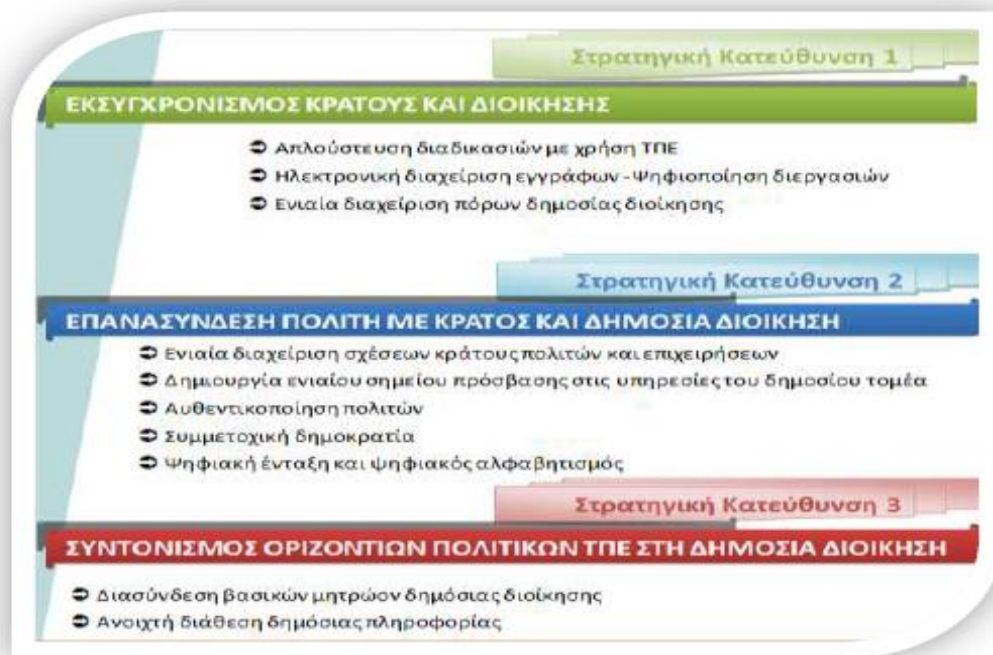 Στρατηγική Κατεύθυνση 1
ΕΚΣΥΓΧΡΟΝΙΣΜΟΣ ΚΡΑΤΟΥΣ ΚΑΙ ΔΙΟΙΚΗΣΗΣ
➲ Απλούστευση διαδικασιών με χρήση ΤΠΕ
➲ Ηλεκτρονική διαχείριση εγγράφων - Ψηφιοποίηση διεργασιών
➲ Ενιαία διαχείριση πόρων δημοσίας διοίκησης
Στρατηγική Κατεύθυνση 2
ΕΠΑΝΑΣΥΝΔΕΣΗ ΠΟΛΙΤΗ ΜΕ ΚΡΑΤΟΣ ΚΑΙ ΔΗΜΟΣΙΑ ΔΙΟΙΚΗΣΗ
➲ Ενιαία διαχείριση σχέσεων κράτους πολιτών και επιχειρήσεων
➲ Δημιουργία ενιαίου σημείου πρόσβασης στις υπηρεσίες του δημοσίου τομέα
➲ Αυθεντικοποίηση πολιτών
➲ Συμμετοχική δημοκρατία
➲ Ψηφιακή ένταξη και ψηφιακός αλφαβητισμός
Στρατηγική Κατεύθυνση 3
ΣΥΝΤΟΝΙΣΜΟΣ ΟΡΙΖΟΝΤΙΩΝ ΠΟΛΙΤΙΚΩΝ ΤΠΕ ΣΤΗ ΔΗΜΟΣΙΑ ΔΙΟΙΚΗΣΗ
➲ Διασύνδεση βασικών μητρώον δημόσιας διοίκησης
➲ Ανοιχτή διάθεση δημόσιας πληροφορίας